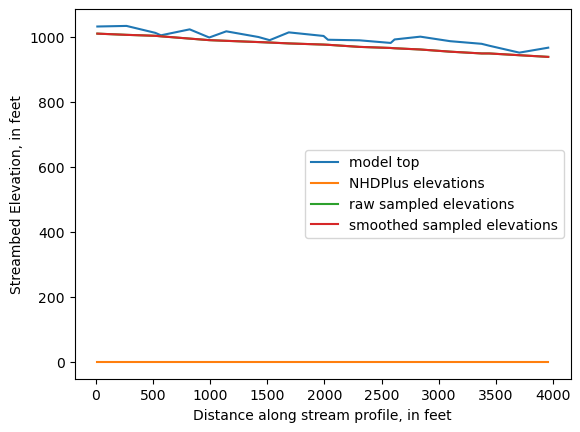 1000
800
600
400
200
0
Streambed Elevation, in feet
model top
NHDPlus elevations
raw sampled elevations
smoothed sampled elevations
0 500 1000 1500 2000 2500 3000 3500 4000
Distance along stream profile, in feet